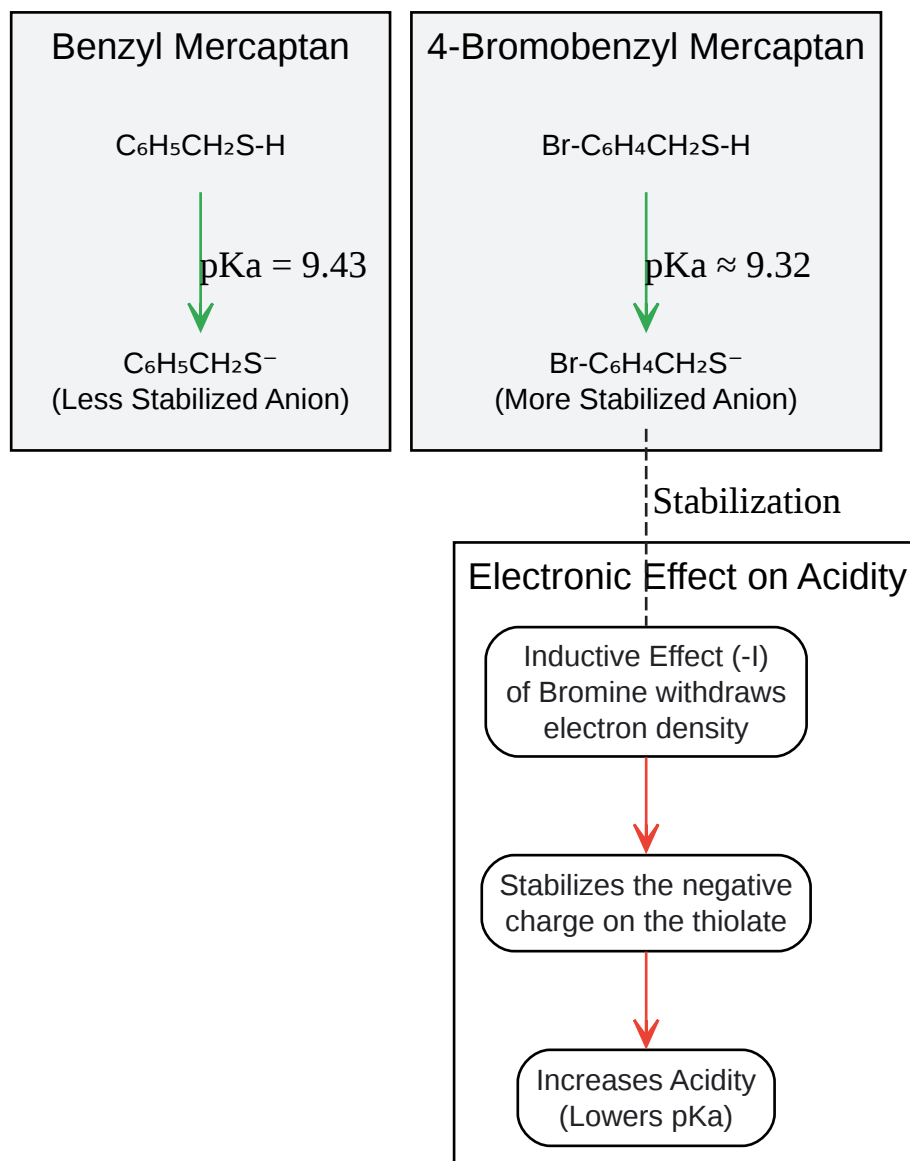 Benzyl Mercaptan
C₆H₅CH₂S-H
pKa = 9.43
C₆H₅CH₂S⁻
(Less Stabilized Anion)
4-Bromobenzyl Mercaptan
Br-C₆H₄CH₂S-H
pKa ≈ 9.32
Br-C₆H₄CH₂S⁻
(More Stabilized Anion)
Stabilization
Electronic Effect on Acidity
Inductive Effect (-I)
of Bromine withdraws
electron density
Stabilizes the negative
charge on the thiolate
Increases Acidity
(Lowers pKa)